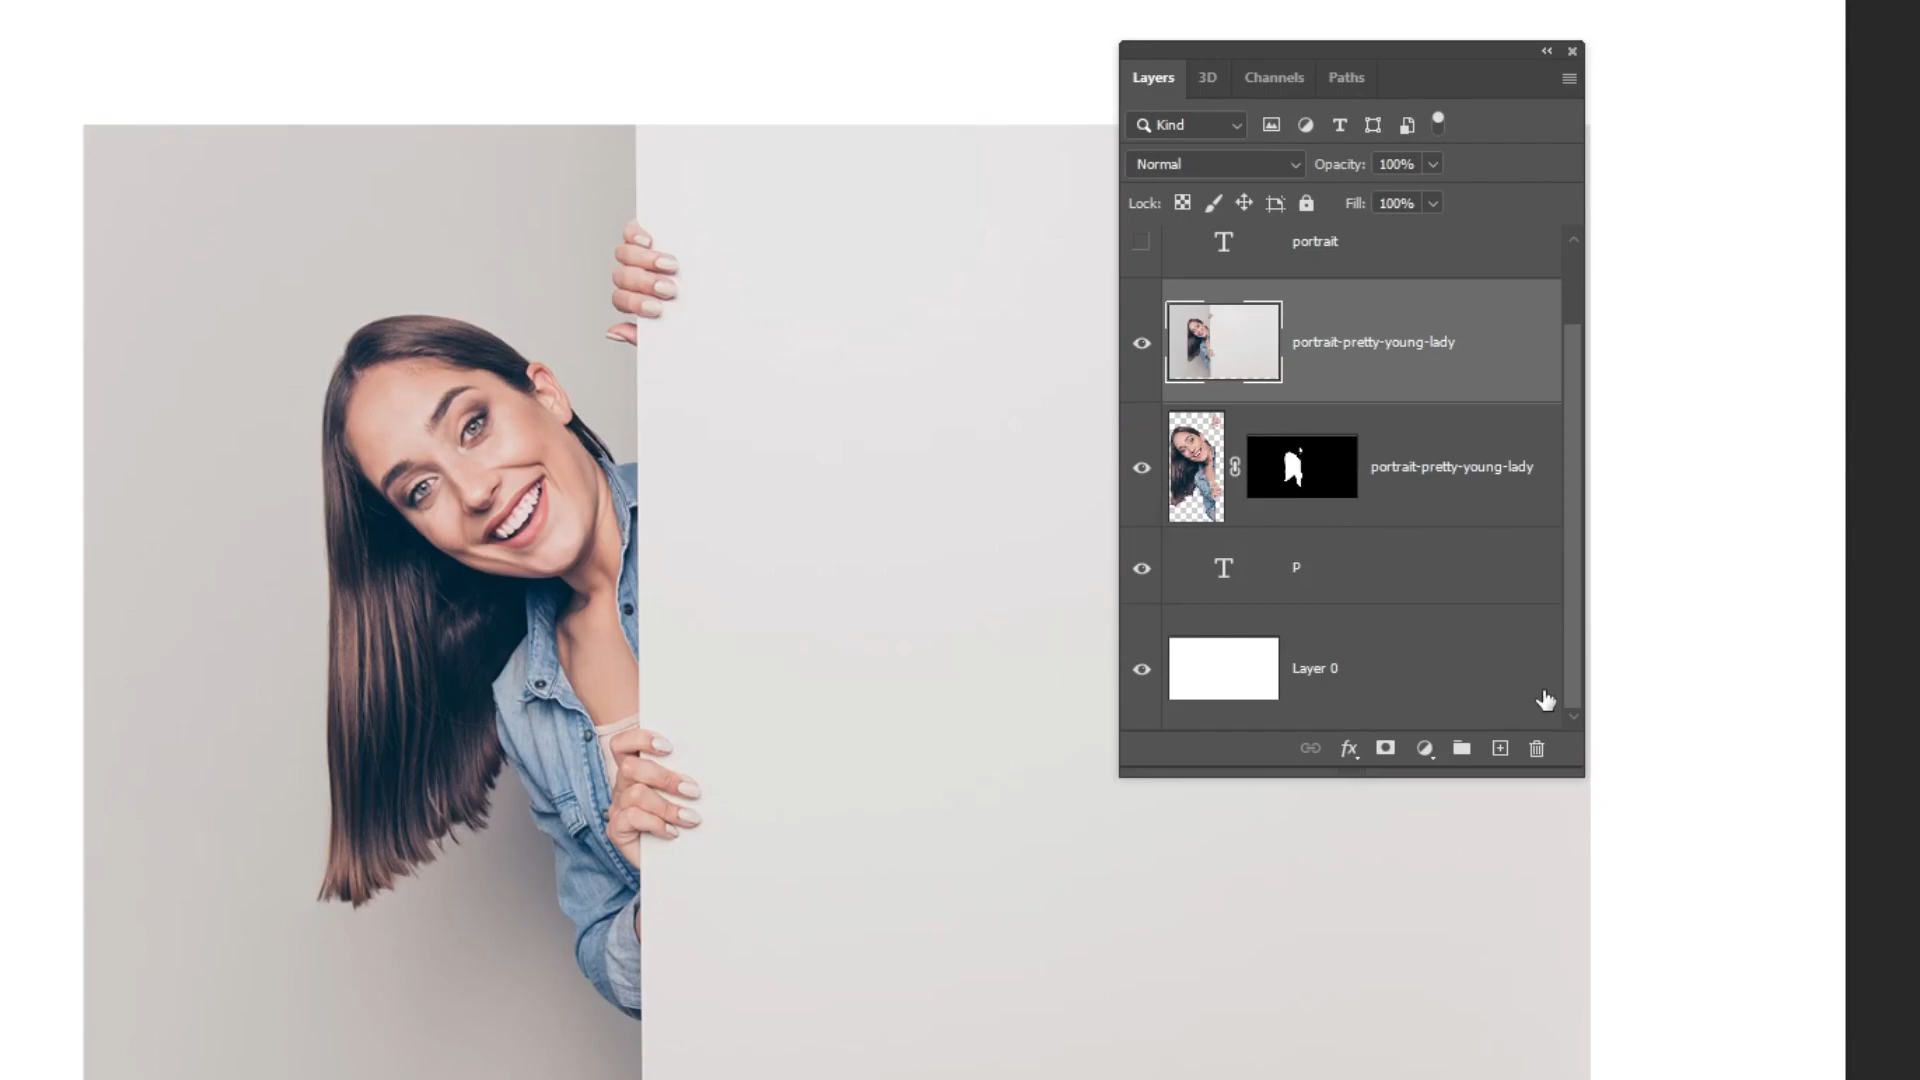 Layers 3D Channels Paths
Kind
Normal Opacity: 100%
Lock: Fill: 100%
T portrait
portrait-pretty-young-lady
portrait-pretty-young-lady
T P
Layer 0
fx